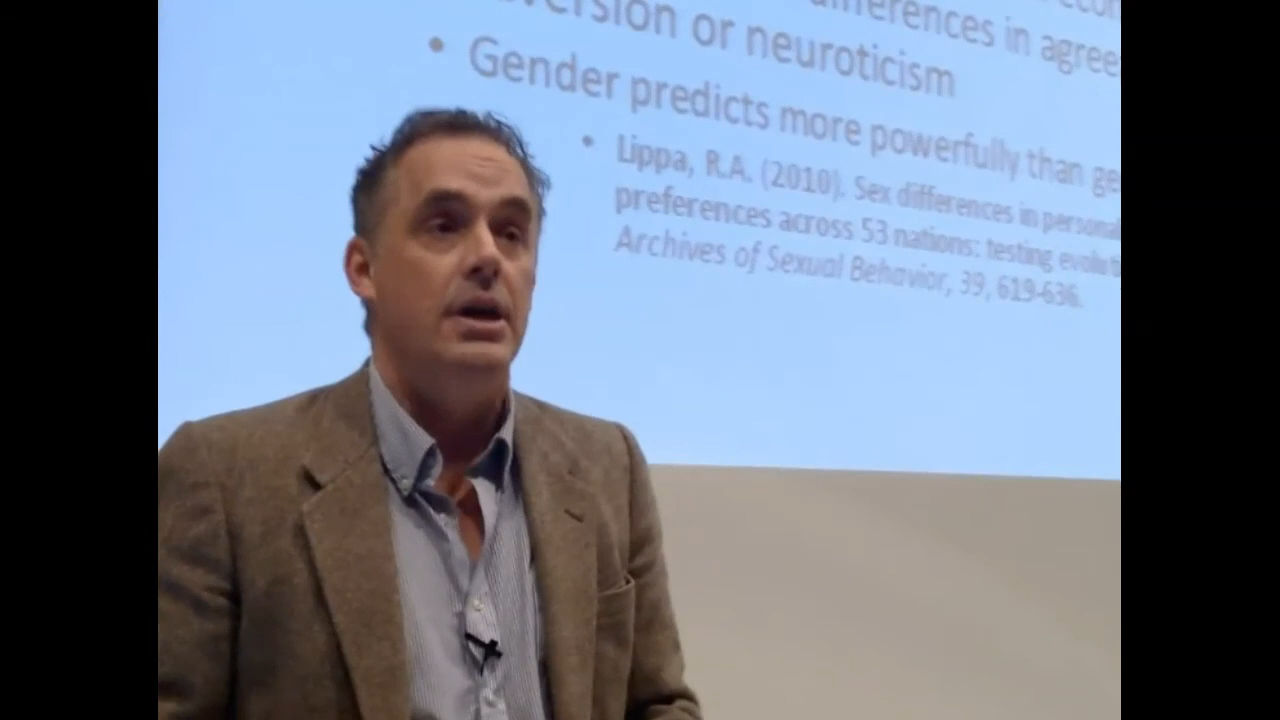 differences in agree
version or neuroticism
• Gender predicts more powerfully than ge
• Lippa, R.A. (2010). Sex differences in personal
preferences across 53 nations: testing evolut
Archives of Sexual Behavior, 39, 619-636.